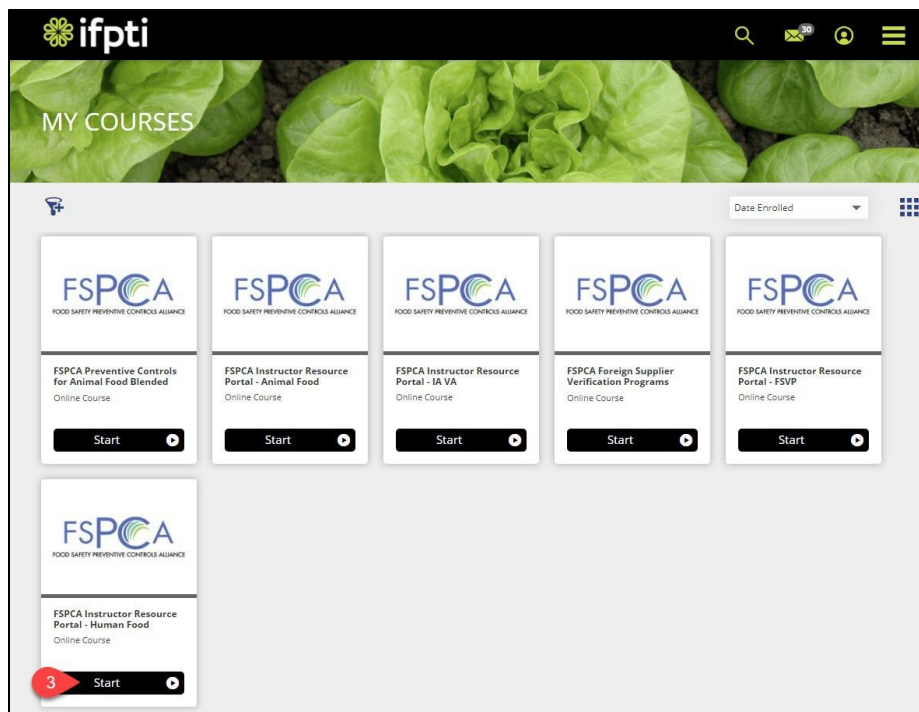 ifpti
30
MY COURSES
Date Enrolled
FSPCA
FOOD SAFETY PREVENTIVE CONTROLS ALLIANCE
FSPCA Preventive Controls
for Animal Food Blended
Online Course
Start
FSPCA
FOOD SAFETY PREVENTIVE CONTROLS ALLIANCE
FSPCA Instructor Resource
Portal - Animal Food
Online Course
Start
FSPCA
FOOD SAFETY PREVENTIVE CONTROLS ALLIANCE
FSPCA Instructor Resource
Portal - IA VA
Online Course
Start
FSPCA
FOOD SAFETY PREVENTIVE CONTROLS ALLIANCE
FSPCA Foreign Supplier
Verification Programs
Online Course
Start
FSPCA
FOOD SAFETY PREVENTIVE CONTROLS ALLIANCE
FSPCA Instructor Resource
Portal - FSVP
Online Course
Start
FSPCA
FOOD SAFETY PREVENTIVE CONTROLS ALLIANCE
FSPCA Instructor Resource
Portal - Human Food
Online Course
3 Start